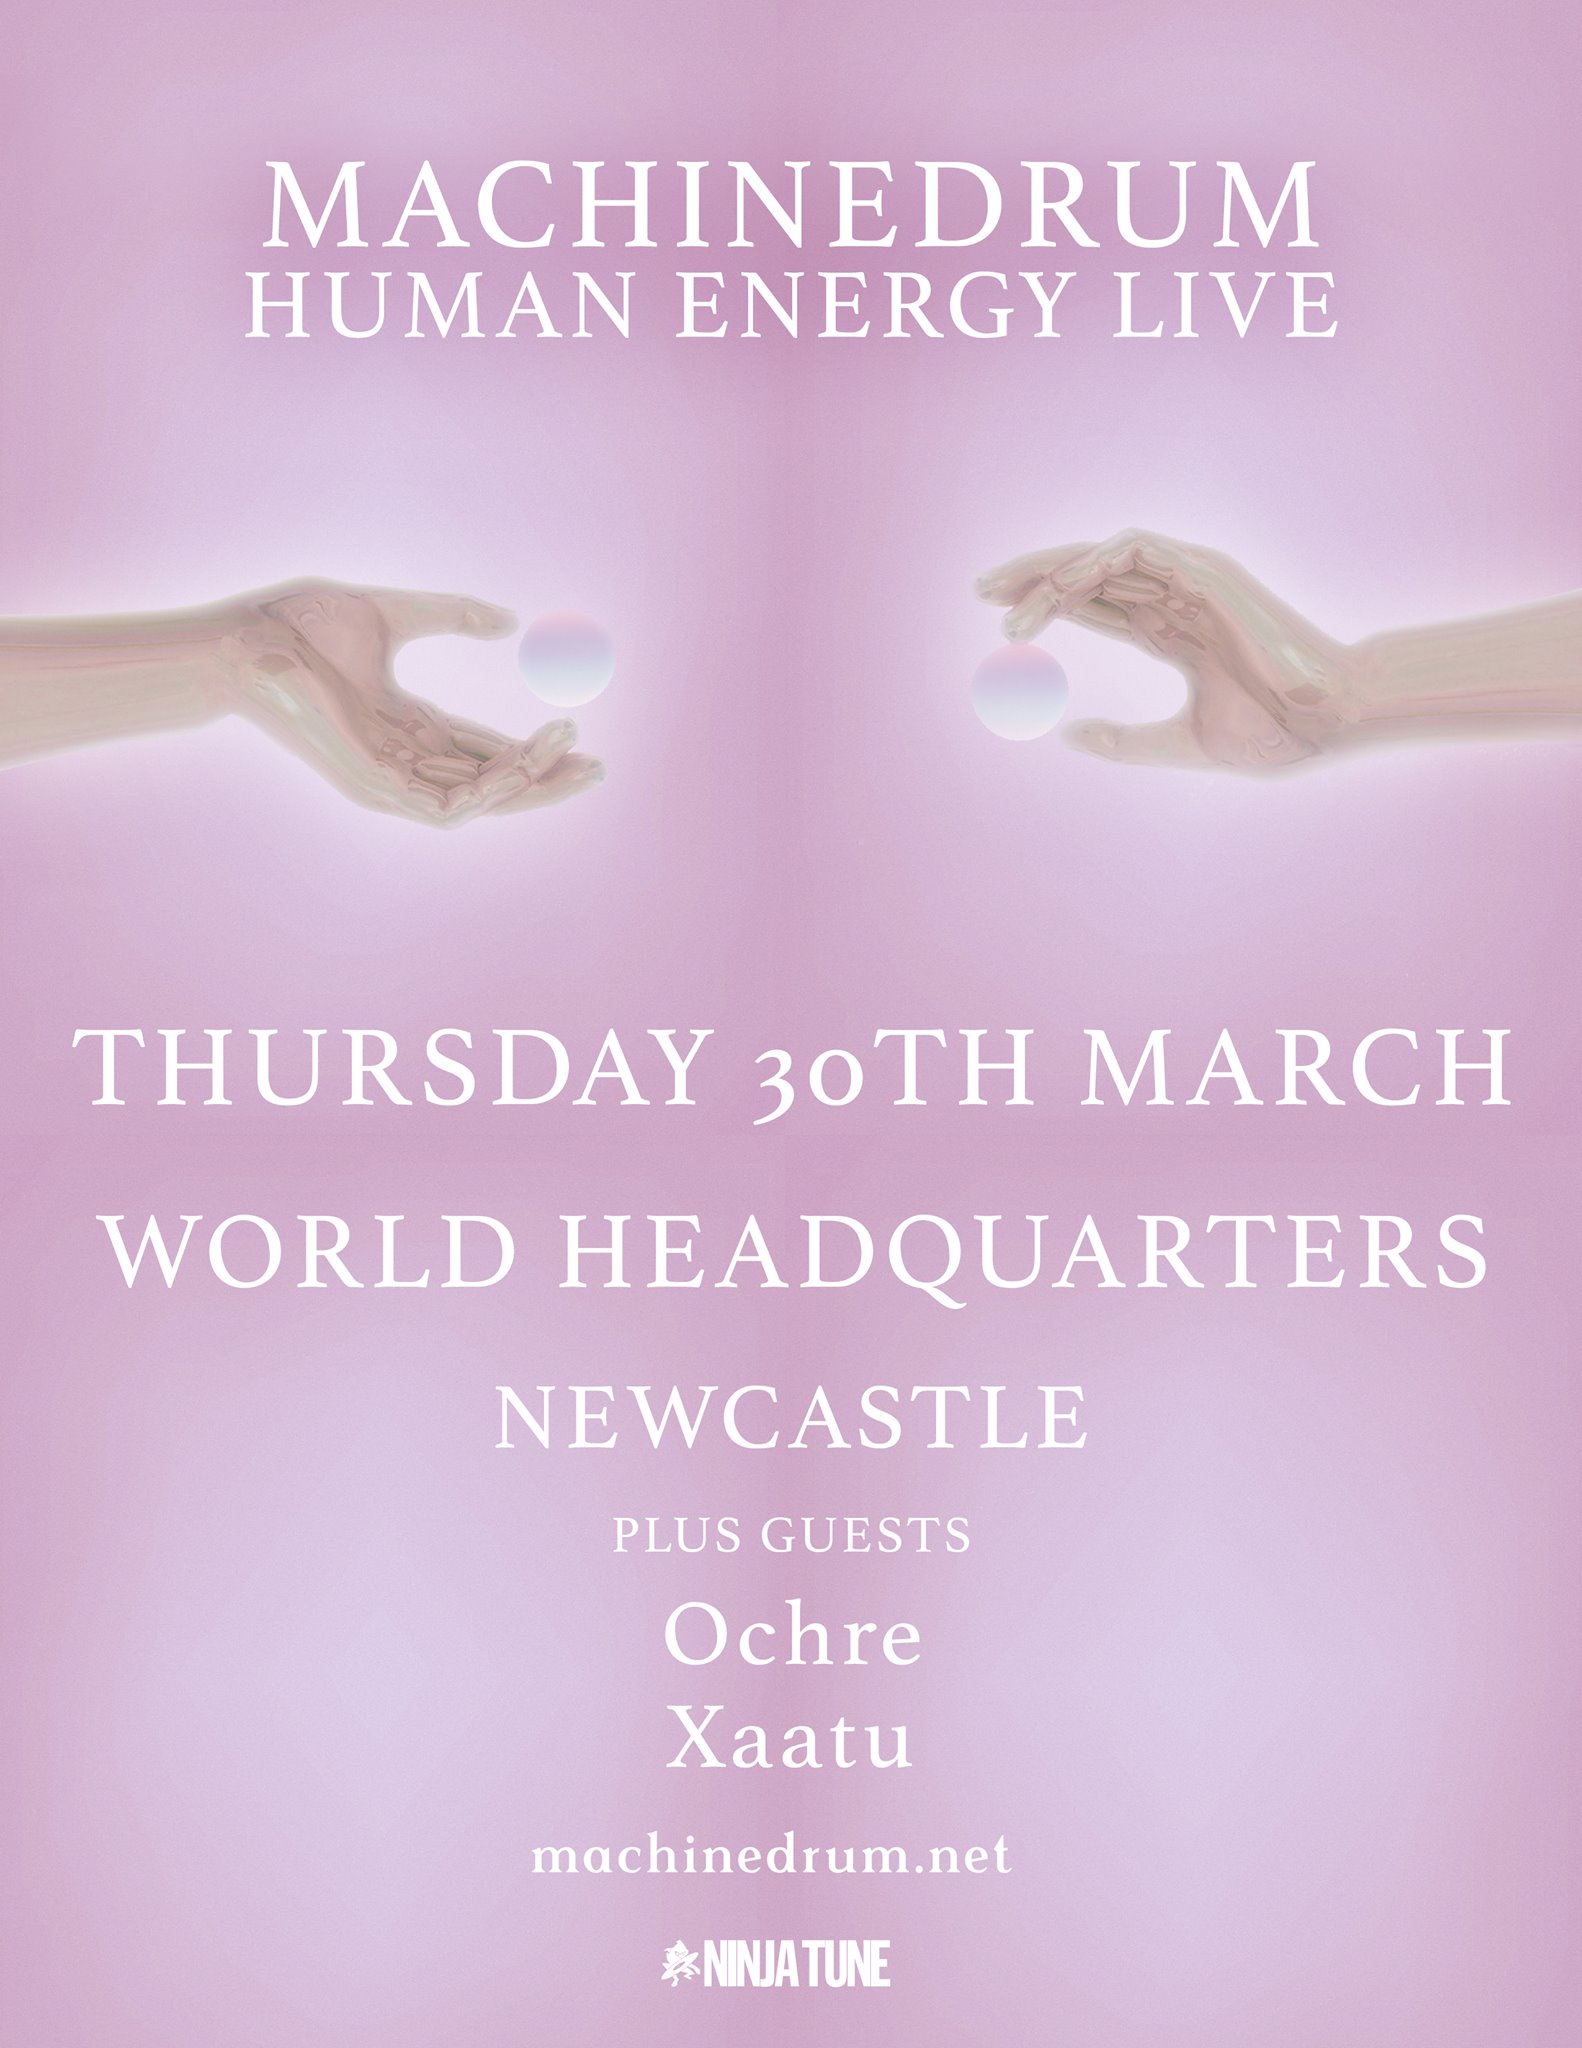 MACHINEDRUM
HUMAN ENERGY LIVE
THURSDAY 30TH MARCH
WORLD HEADQUARTERS
NEWCASTLE
PLUS GUESTS
Ochre
Xaatu
machinedrum.net
NINJA TUNE